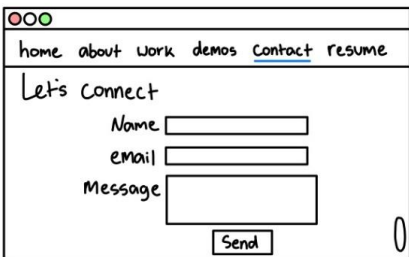 home about work demos contact resume
Let's connect
Name
email
Message
Send